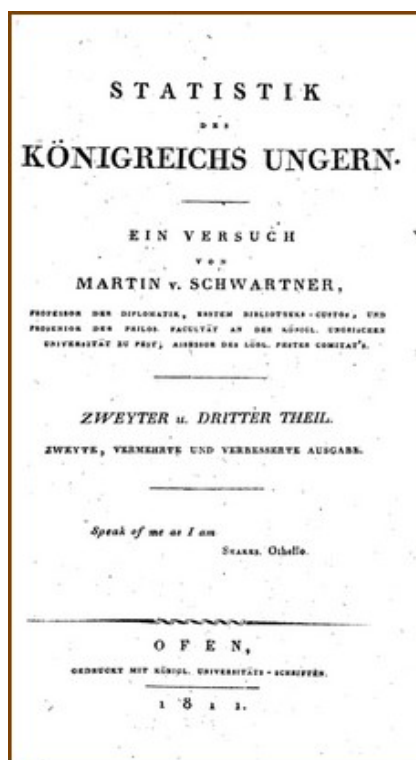 STATISTIK
DES
KÖNIGREICHS UNGERN.
EIN VERSUCH
VON
MARTIN v. SCHWARTNER,
PROFESSOR DER DIPLOMATIK, ERSTEM BIBLIOTHEKS-CUSTOS, UND
PROSENIOR DER PHILOS. FACULTÄT AN DER KÖNIGL. UNGRISCHEN
UNIVERSITÄT ZU PEST, ASSESSOR DES LÖBL. PESTER COMITAT'S.
ZWEYTER u. DRITTER THEIL.
ZWEYTE, VERMEHRTE UND VERBESSERTE AUSGABE.
Speak of me as I am
SHAKES. Othello.
OFEN,
GEDRUCKT MIT KÖNIGL. UNIVERSITÄTS-SCHRIFTEN.
1811.